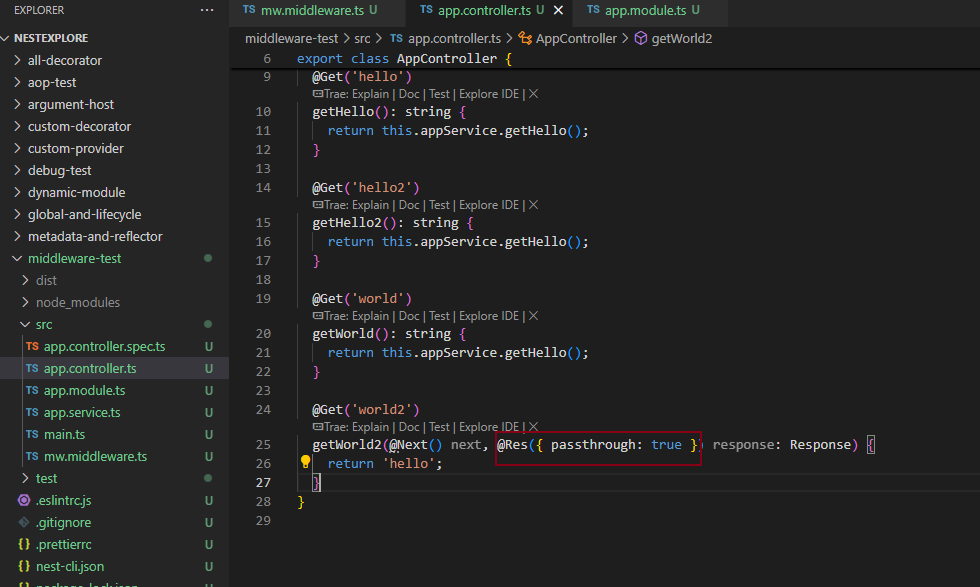 EXPLORER
NESTEXPLORE
all-decorator
aop-test
argument-host
custom-decorator
custom-provider
debug-test
dynamic-module
global-and-lifecycle
metadata-and-reflector
middleware-test
dist
node_modules
src
TS app.controller.spec.ts U
TS app.controller.ts U
TS app.module.ts U
TS app.service.ts U
TS main.ts U
TS mw.middleware.ts U
test
.eslintrc.js U
.gitignore U
{} .prettierrc U
{} nest-cli.json U
TS mw.middleware.ts U TS app.controller.ts U TS app.module.ts U
middleware-test > src > TS app.controller.ts > AppController > getWorld2
6 export class AppController {
9 @Get('hello')
Trae: Explain | Doc | Test | Explore IDE |
10 getHello(): string {
11 return this.appService.getHello();
12 }
13
14 @Get('hello2')
Trae: Explain | Doc | Test | Explore IDE |
15 getHello2(): string {
16 return this.appService.getHello();
17 }
18
19 @Get('world')
Trae: Explain | Doc | Test | Explore IDE |
20 getWorld(): string {
21 return this.appService.getHello();
22 }
23
24 @Get('world2')
Trae: Explain | Doc | Test | Explore IDE |
25 getWorld2(@Next() next, @Res({ passthrough: true }) response: Response) {
26 return 'hello';
27 }
28 }
29